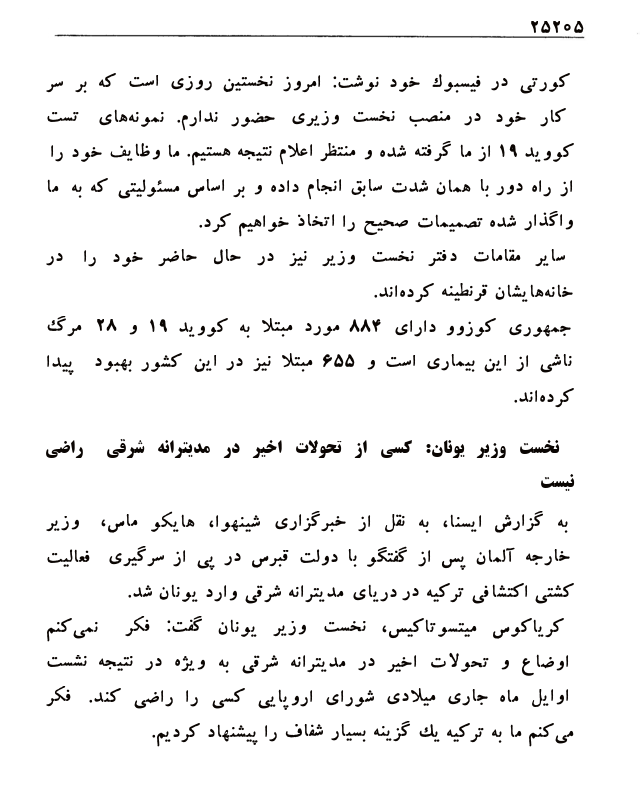 ۲۵۲۰۵
کورتی در فیسبوك خود نوشت: امروز نخستین روزی است که بر سر
کار خود در منصب نخست وزیری حضور ندارم. نمونه‌های تست
کووید ۱۹ از ما گرفته شده و منتظر اعلام نتیجه هستیم. ما وظایف خود را
از راه دور با همان شدت سابق انجام داده و بر اساس مسئولیتی که به ما
واگذار شده تصمیمات صحیح را اتخاذ خواهیم کرد.
سایر مقامات دفتر نخست وزیر نیز در حال حاضر خود را در
خانه‌هایشان قرنطینه کرده‌اند.
جمهوری کوزوو دارای ۸۸۴ مورد مبتلا به کووید ۱۹ و ۲۸ مرگ
ناشی از این بیماری است و ۶۵۵ مبتلا نیز در این کشور بهبود پیدا
کرده‌اند.
نخست وزیر یونان: کسی از تحولات اخیر در مدیترانه شرقی راضی
نیست
به گزارش ایسنا، به نقل از خبرگزاری شینهوا، هایکو ماس، وزیر
خارجه آلمان پس از گفتگو با دولت قبرس در پی از سرگیری فعالیت
کشتی اکتشافی ترکیه در دریای مدیترانه شرقی وارد یونان شد.
کریاکوس میتسوتاکیس، نخست وزیر یونان گفت: فکر نمی‌کنم
اوضاع و تحولات اخیر در مدیترانه شرقی به ویژه در نتیجه نشست
اوایل ماه جاری میلادی شورای اروپایی کسی را راضی کند. فکر
می‌کنم ما به ترکیه یك گزینه بسیار شفاف را پیشنهاد کردیم.